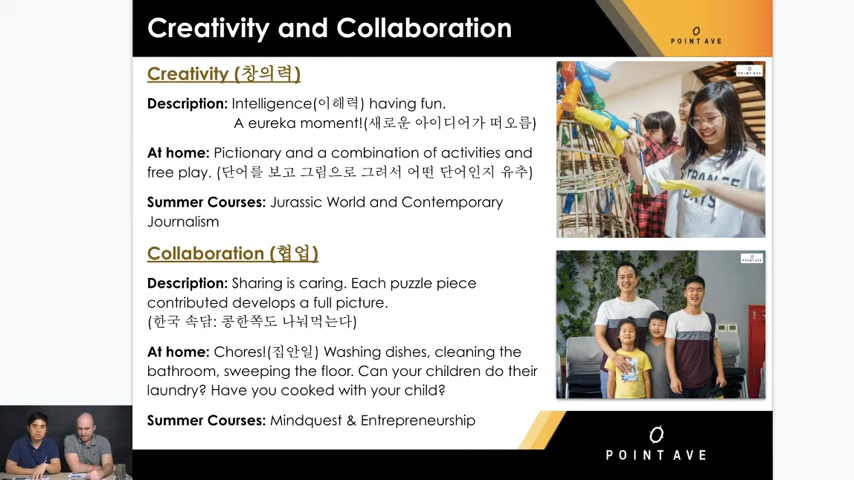 Creativity and Collaboration
POINT AVE
Creativity (창의력)
Description: Intelligence(이해력) having fun.
A eureka moment!(새로운 아이디어가 떠오름)
At home: Pictionary and a combination of activities and
free play. (단어를 보고 그림으로 그려서 어떤 단어인지 유추)
Summer Courses: Jurassic World and Contemporary
Journalism
Collaboration (협업)
Description: Sharing is caring. Each puzzle piece
contributed develops a full picture.
(한국 속담: 콩한쪽도 나눠먹는다)
At home: Chores!(집안일) Washing dishes, cleaning the
bathroom, sweeping the floor. Can your children do their
laundry? Have you cooked with your child?
Summer Courses: Mindquest & Entrepreneurship
POINT AVE